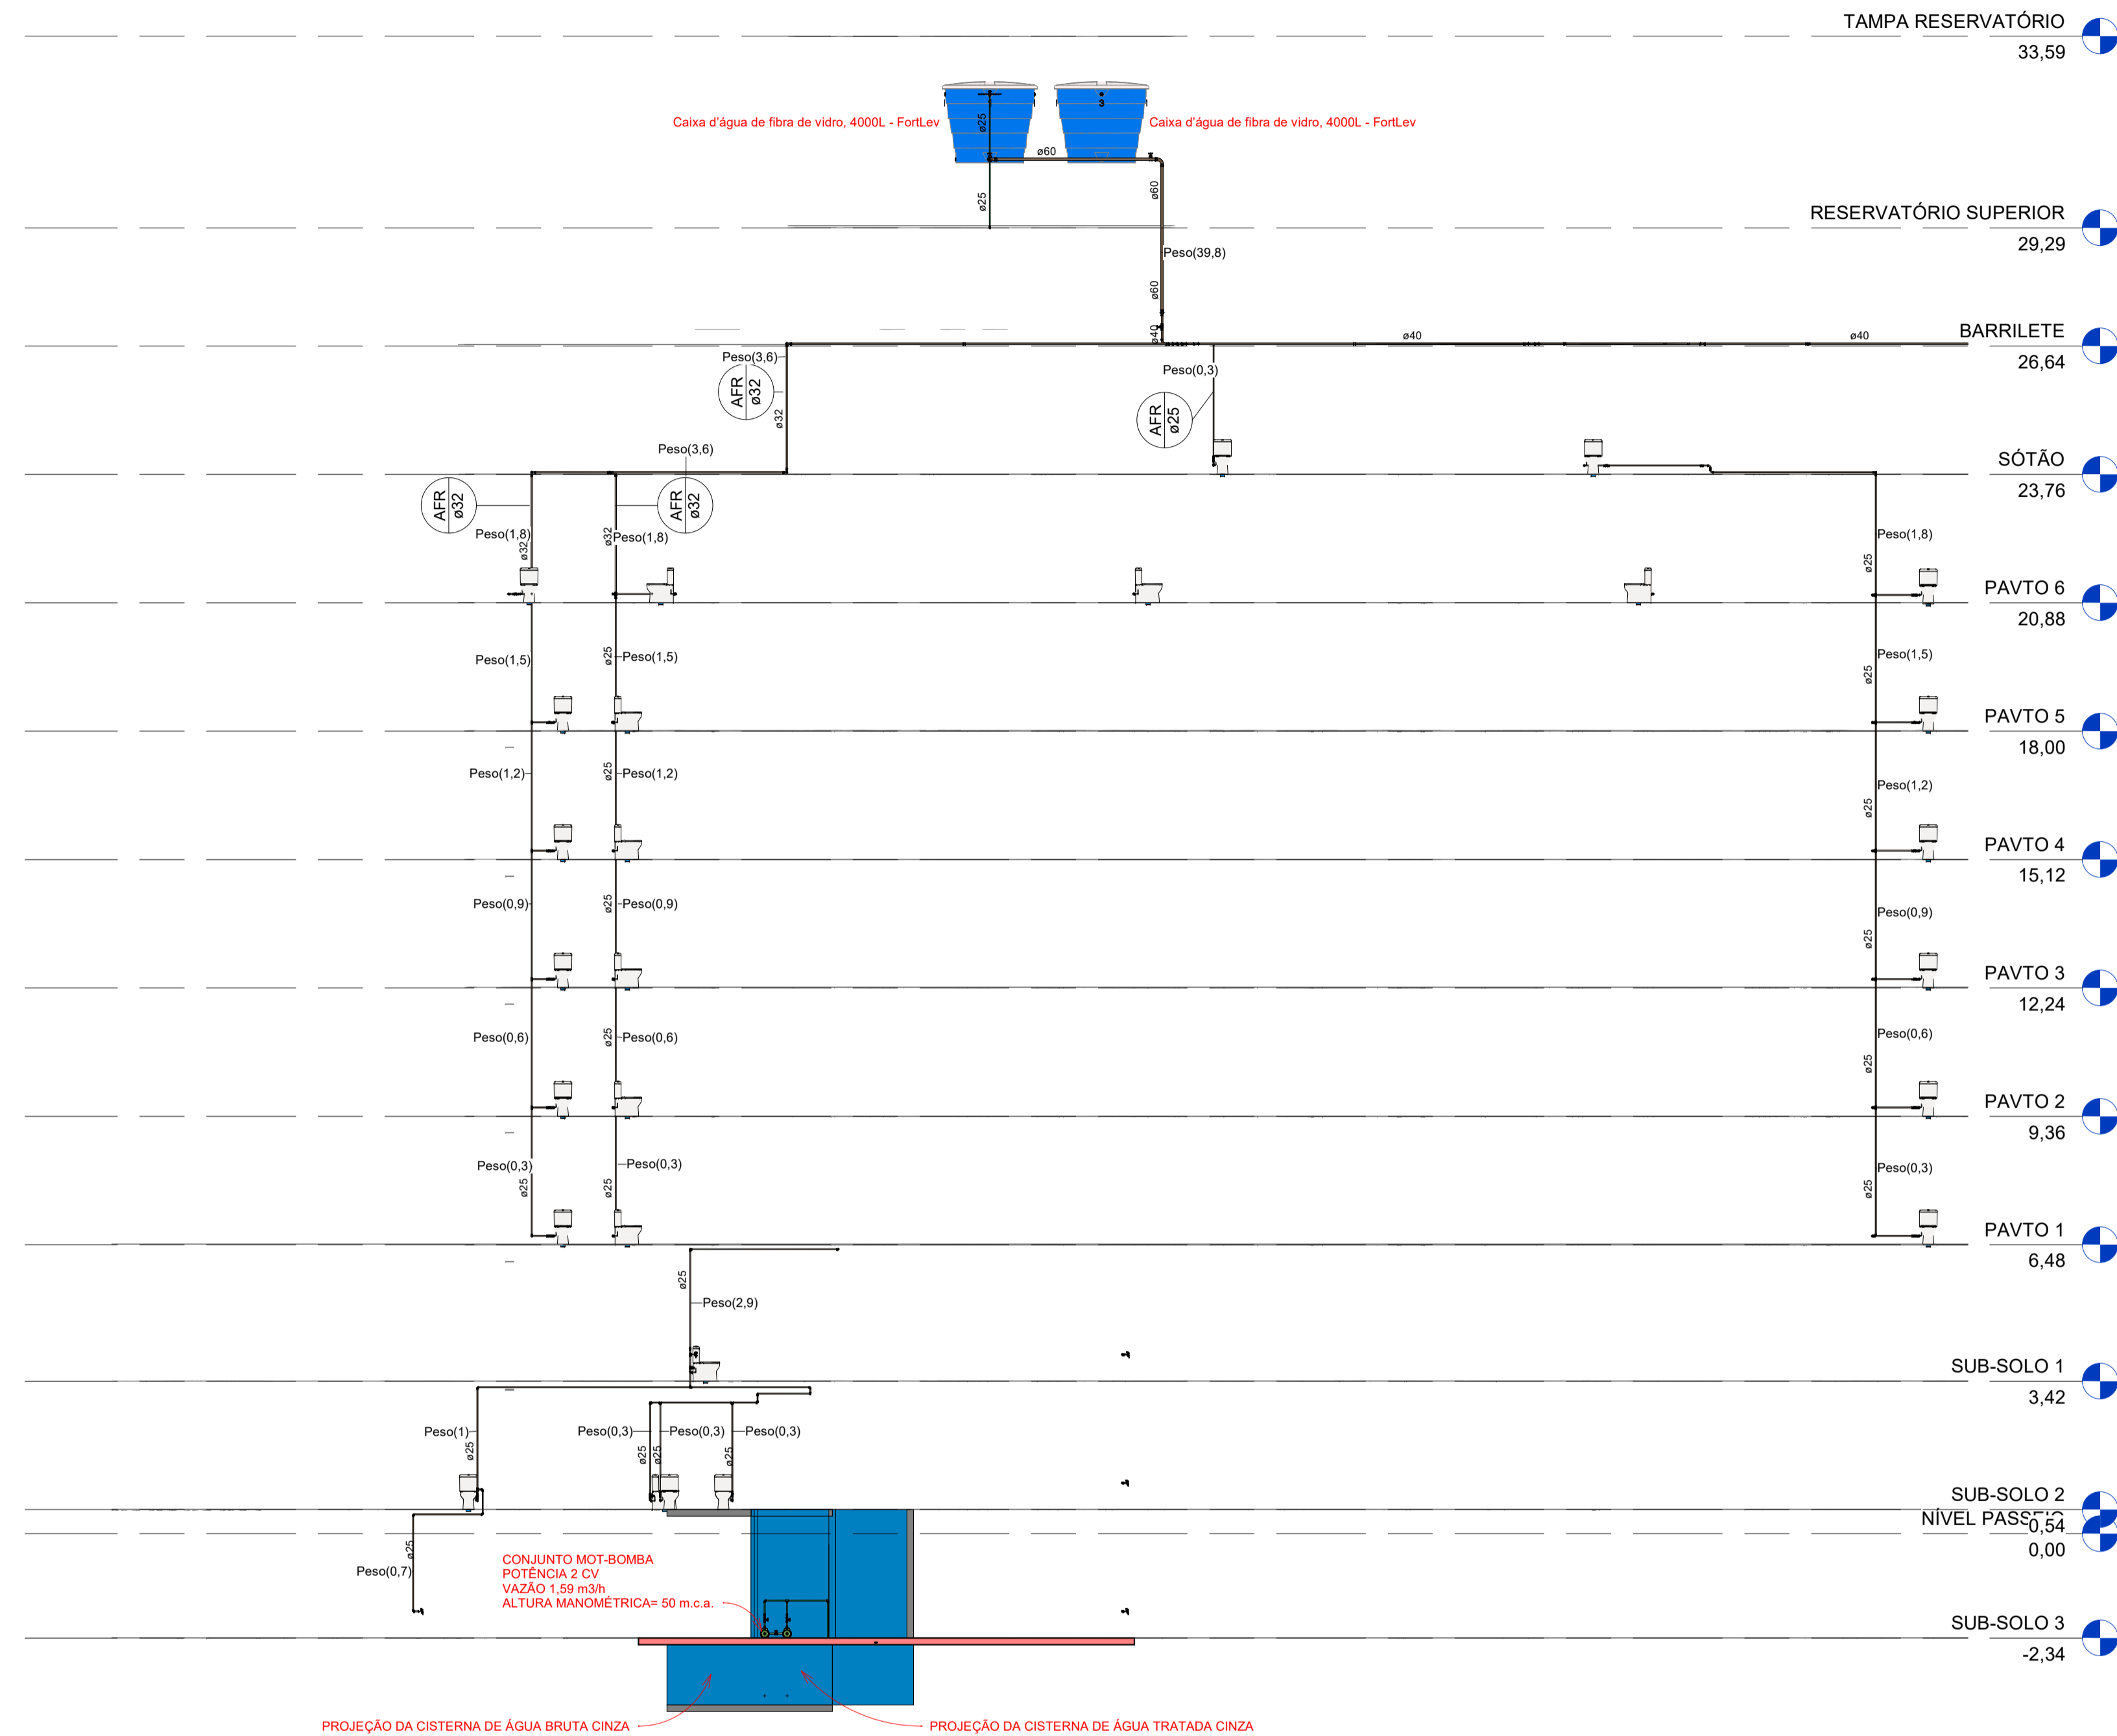 TAMPA RESERVATÓRIO
33,59
Caixa d'água de fibra de vidro, 4000L - FortLev
Caixa d'água de fibra de vidro, 4000L - FortLev
3
ø25
ø60
ø25
ø60
RESERVATÓRIO SUPERIOR
29,29
Peso(39,8)
ø60
ø40
ø40
ø40
BARRILETE
26,64
Peso(3,6)
AFR
ø32
ø32
Peso(0,3)
AFR
ø25
Peso(3,6)
SÓTÃO
23,76
AFR
ø32
AFR
ø32
Peso(1,8)
ø32
ø32
Peso(1,8)
Peso(1,8)
ø25
PAVTO 6
20,88
Peso(1,5)
ø25
Peso(1,5)
Peso(1,5)
ø25
PAVTO 5
18,00
Peso(1,2)
ø25
Peso(1,2)
Peso(1,2)
ø25
PAVTO 4
15,12
Peso(0,9)
ø25
Peso(0,9)
Peso(0,9)
ø25
PAVTO 3
12,24
Peso(0,6)
ø25
Peso(0,6)
Peso(0,6)
ø25
PAVTO 2
9,36
Peso(0,3)
ø25
ø25
Peso(0,3)
Peso(0,3)
ø25
PAVTO 1
6,48
ø25
Peso(2,9)
SUB-SOLO 1
3,42
Peso(1)
ø25
Peso(0,3)
ø25
Peso(0,3)
ø25
Peso(0,3)
ø25
SUB-SOLO 2
0,54
NÍVEL
0,00
ø25
Peso(0,7)
CONJUNTO MOT-BOMBA
POTÊNCIA 2 CV
VAZÃO 1,59 m3/h
ALTURA MANOMÉTRICA= 50 m.c.a.
SUB-SOLO 3
-2,34
PROJEÇÃO DA CISTERNA DE ÁGUA BRUTA CINZA
PROJEÇÃO DA CISTERNA DE ÁGUA TRATADA CINZA